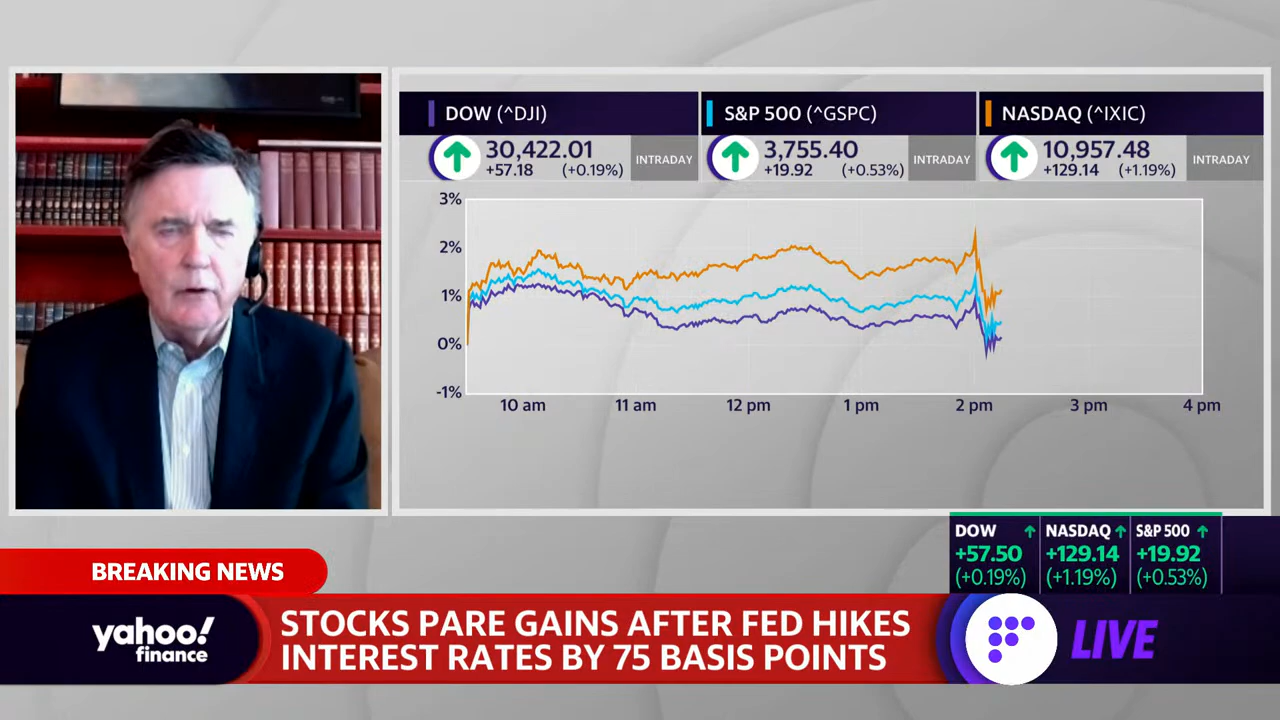 DOW (^DJI)
30,422.01
+57.18 (+0.19%)
INTRADAY
S&P 500 (^GSPC)
3,755.40
+19.92 (+0.53%)
INTRADAY
NASDAQ (^IXIC)
10,957.48
+129.14 (+1.19%)
INTRADAY
3%
2%
1%
0%
-1%
10 am 11 am 12 pm 1 pm 2 pm 3 pm 4 pm
DOW
+57.50
(+0.19%)
NASDAQ
+129.14
(+1.19%)
S&P 500
+19.92
(+0.53%)
BREAKING NEWS
yahoo!
finance
STOCKS PARE GAINS AFTER FED HIKES
INTEREST RATES BY 75 BASIS POINTS
LIVE